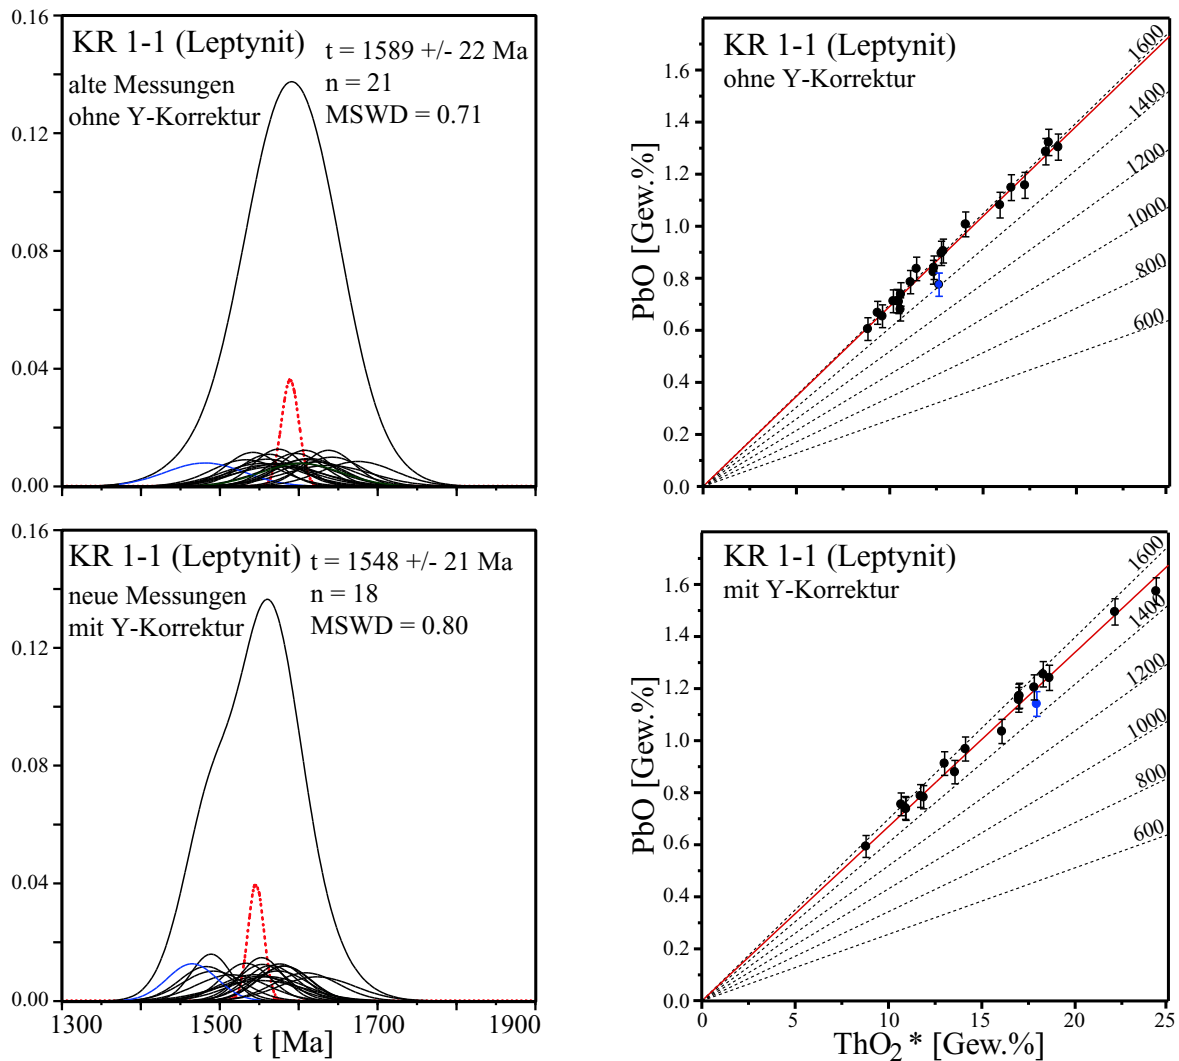 KR 1-1 (Leptynit)
t = 1589 +/- 22 Ma
alte Messungen
n = 21
ohne Y-Korrektur
MSWD = 0.71
0.16
0.12
0.08
0.04
0.00
KR 1-1 (Leptynit)
ohne Y-Korrektur
PbO [Gew.%]
1.6
1.4
1.2
1.0
0.8
0.6
0.4
0.2
0.0
1600
1400
1200
1000
800
600
0
5
10
15
20
25
KR 1-1 (Leptynit)
t = 1548 +/- 21 Ma
neue Messungen
n = 18
mit Y-Korrektur
MSWD = 0.80
0.16
0.12
0.08
0.04
0.00
1300
1500
1700
1900
t [Ma]
KR 1-1 (Leptynit)
mit Y-Korrektur
PbO [Gew.%]
1.6
1.4
1.2
1.0
0.8
0.6
0.4
0.2
0.0
1600
1400
1200
1000
800
600
0
5
10
15
20
25
ThO2 * [Gew.%]